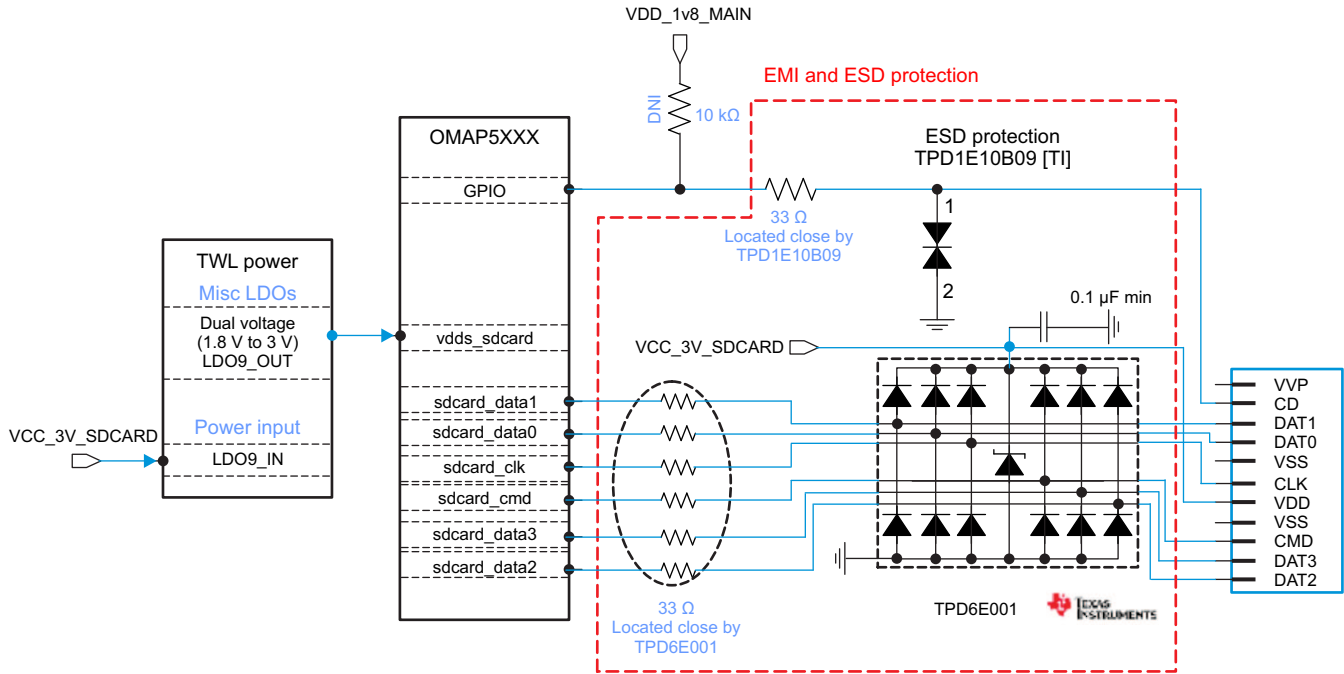 VDD_1v8_MAIN
EMI and ESD protection
DNI
10 kΩ
OMAP5XXX
ESD protection
TPD1E10B09 [TI]
GPIO
1
33 Ω
Located close by
TPD1E10B09
2
TWL power
Misc LDOs
Dual voltage
(1.8 V to 3 V)
LDO9_OUT
0.1 µF min
vdds_sdcard
VCC_3V_SDCARD
VVP
CD
sdcard_data1
DAT1
VCC_3V_SDCARD
Power input
sdcard_data0
DAT0
LDO9_IN
VSS
sdcard_clk
CLK
sdcard_cmd
VDD
VSS
sdcard_data3
CMD
DAT3
sdcard_data2
DAT2
33 Ω
Located close by
TPD6E001
TPD6E001
TEXAS
INSTRUMENTS